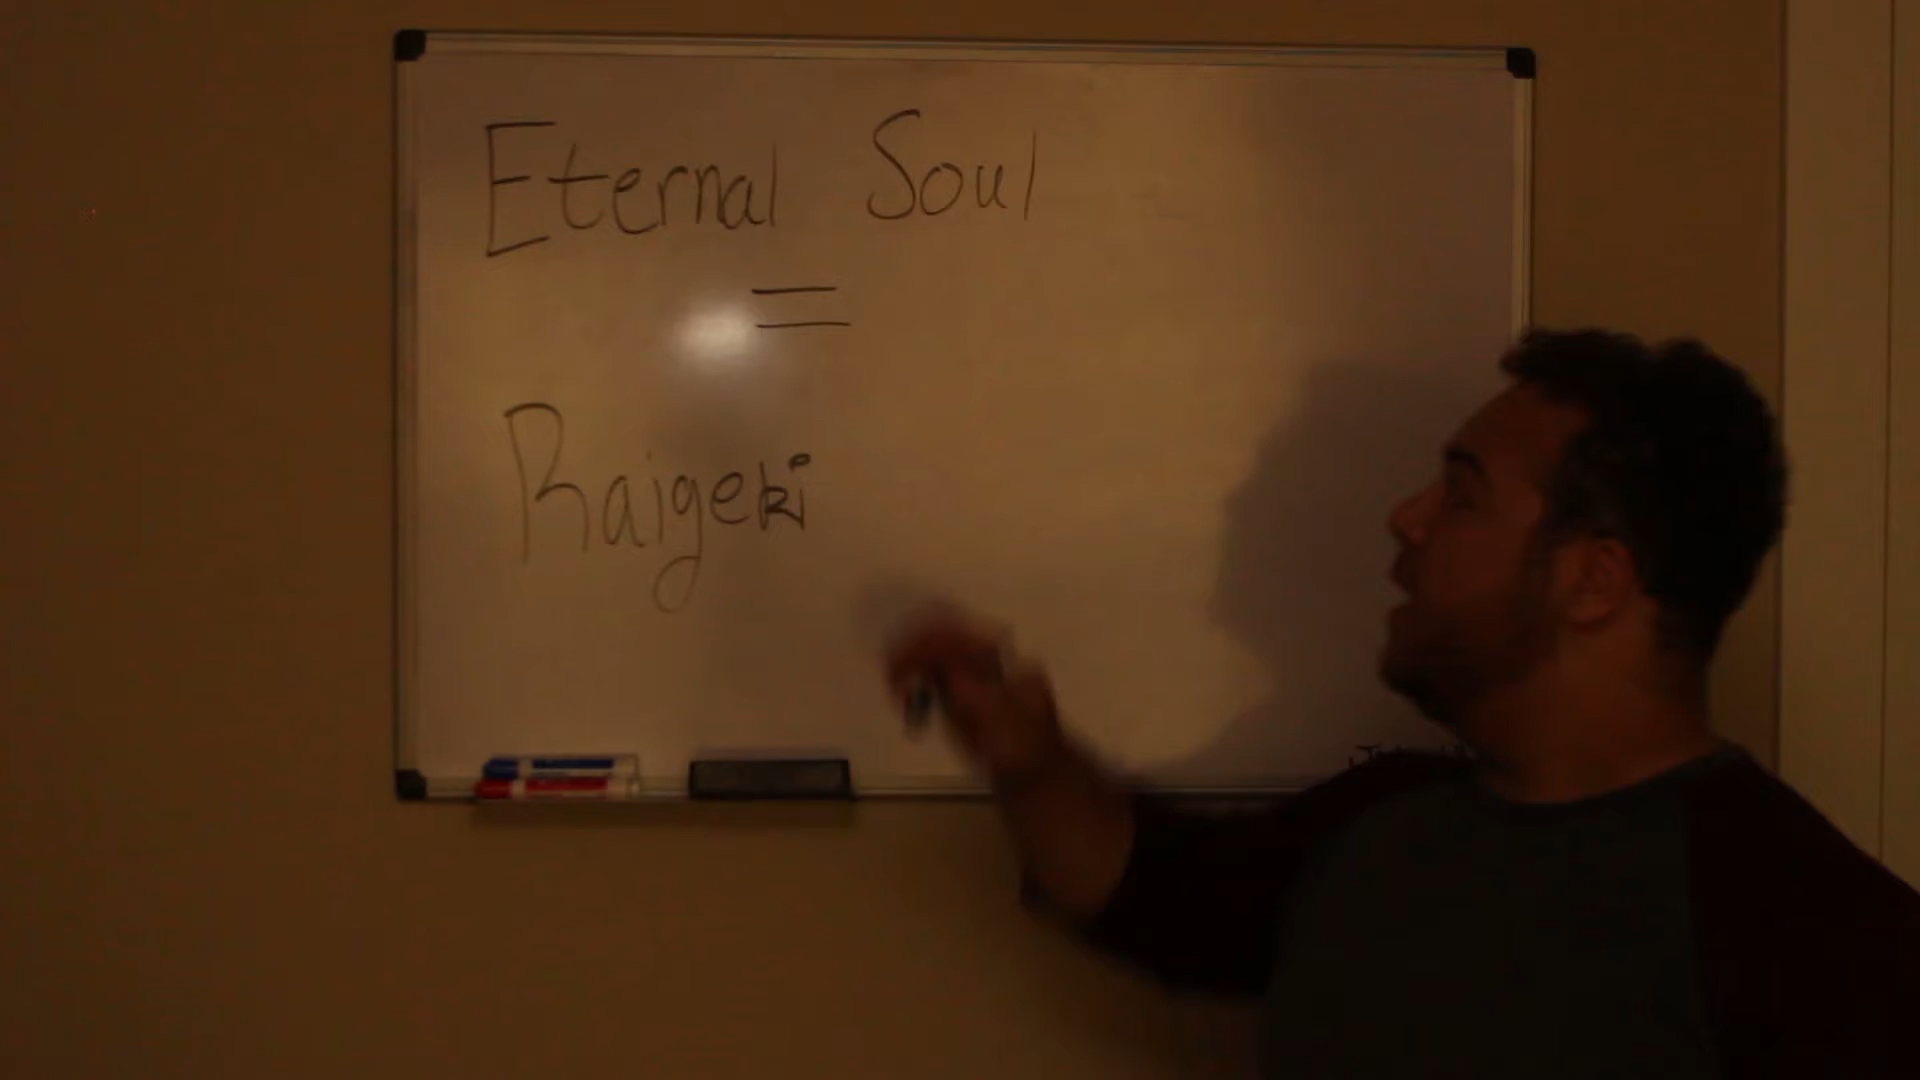 Eternal Soul
=
Raigeki